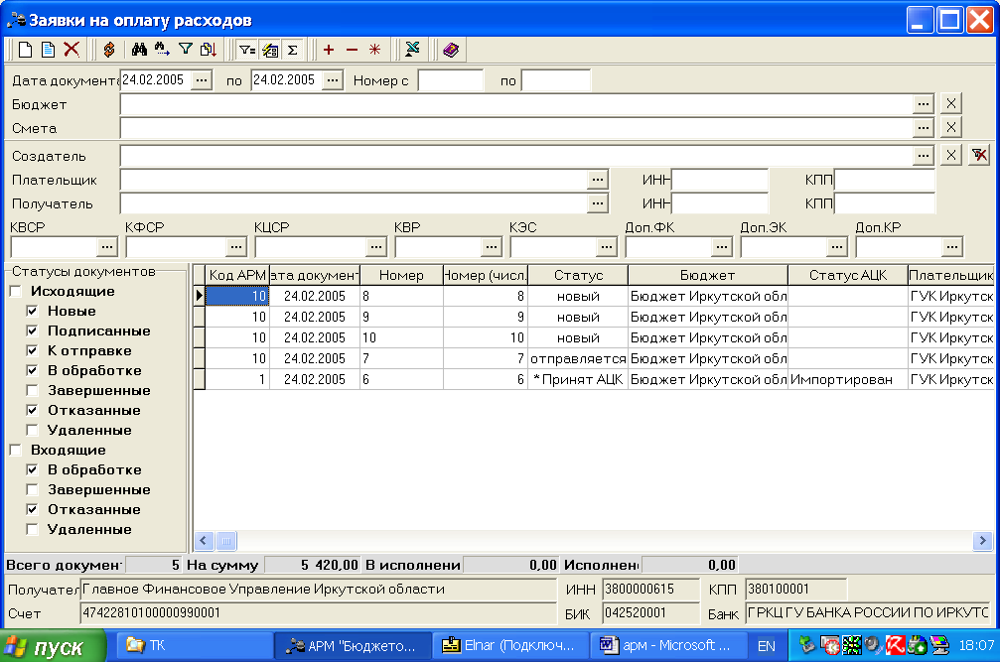 Заявки на оплату расходов
Дата документа 24.02.2005 ... по 24.02.2005 ... Номер с по
Бюджет ... X
Смета ... X
Создатель ... X
Плательщик ... ИНН КПП
Получатель ... ИНН КПП
КВСР КФСР КЦСР КВР КЭС Доп.ФК Доп.ЭК Доп.КР
... ... ... ... ... ... ... ...
Статусы документов
Исходящие
Новые
Подписанные
К отправке
В обработке
Завершенные
Отказанные
Удаленные
Входящие
В обработке
Завершенные
Отказанные
Удаленные
Код АРМ ата документ Номер Номер (числ. Статус Бюджет Статус АЦК Плательщик
10 24.02.2005 8 8 новый Бюджет Иркутской обл ГУК Иркутск
10 24.02.2005 9 9 новый Бюджет Иркутской обл ГУК Иркутск
10 24.02.2005 10 10 новый Бюджет Иркутской обл ГУК Иркутск
10 24.02.2005 7 7 отправляется Бюджет Иркутской обл ГУК Иркутск
1 24.02.2005 6 6 *Принят АЦК Бюджет Иркутской обл Импортирован ГУК Иркутск
Всего докумен 5 На сумму 5 420,00 В исполнени 0,00 Исполнен 0,00
Получател Главное Финансовое Управление Иркутской области ИНН 3800000615 КПП 380100001
Счет 47422810100000990001 БИК 042520001 Банк ГРКЦ ГУ БАНКА РОССИИ ПО ИРКУТС
пуск ТК АРМ "Бюджето... Elnar (Подключ... арм - Microsoft ... EN 18:07